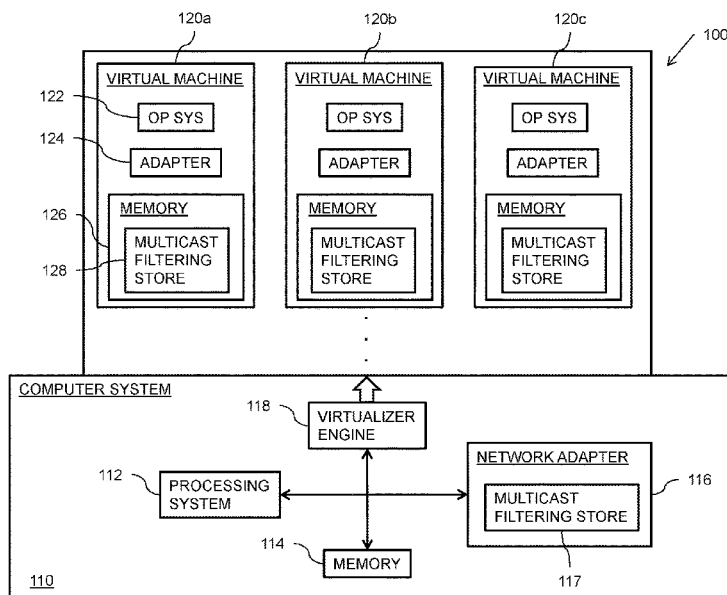 120a
120b
120c
100
VIRTUAL MACHINE
VIRTUAL MACHINE
VIRTUAL MACHINE
122
OP SYS
OP SYS
OP SYS
124
ADAPTER
ADAPTER
ADAPTER
126
MEMORY
MEMORY
MEMORY
128
MULTICAST
FILTERING
STORE
MULTICAST
FILTERING
STORE
MULTICAST
FILTERING
STORE
COMPUTER SYSTEM
118
VIRTUALIZER
ENGINE
112
PROCESSING
SYSTEM
NETWORK ADAPTER
116
MULTICAST
FILTERING STORE
117
114
MEMORY
110